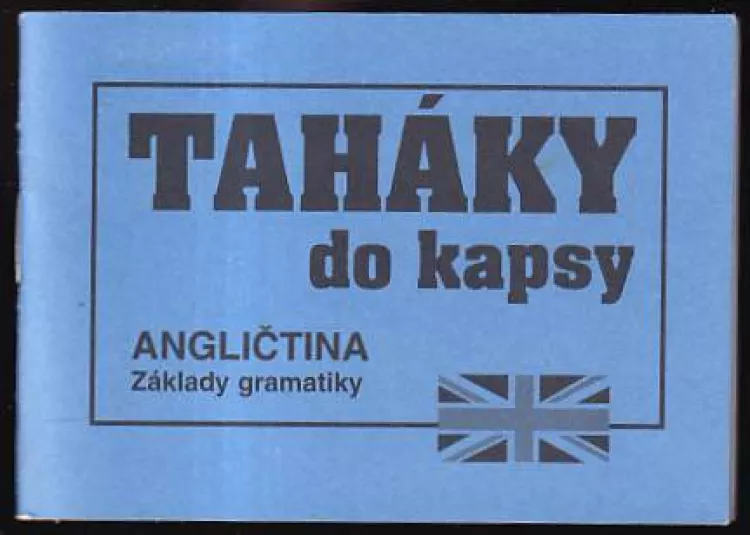 TAHÁKY
do kapsy
ANGLIČTINA
Základy gramatiky